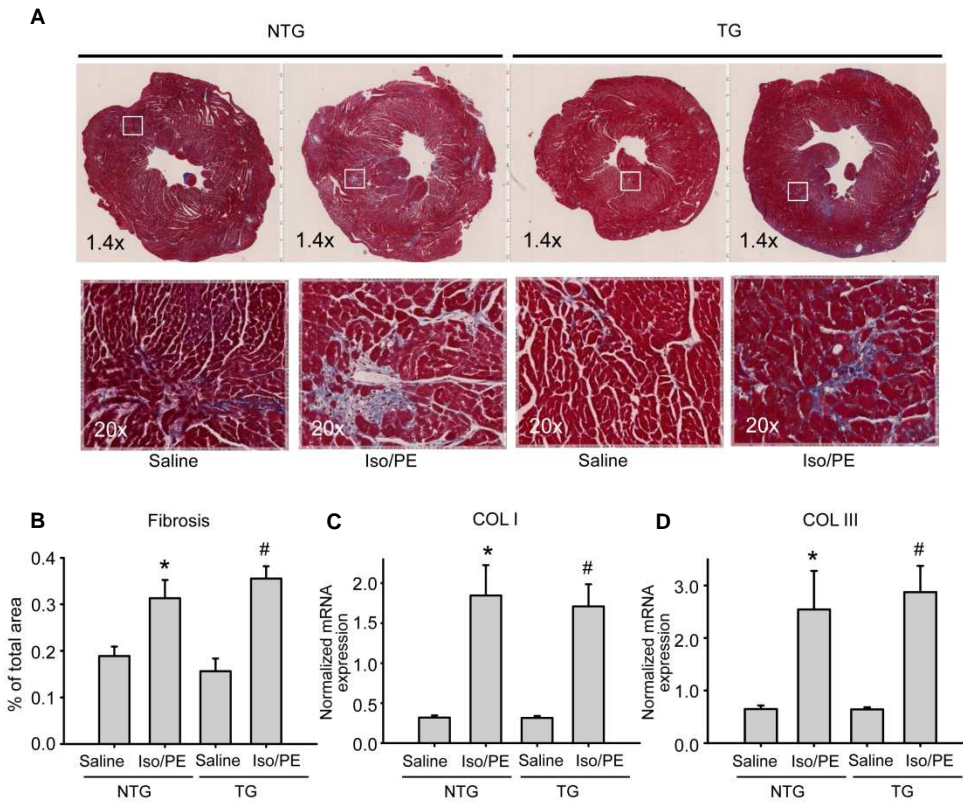 A
NTG TG
1.4x 1.4x 1.4x 1.4x
20x 20x 20x 20x
Saline Iso/PE Saline Iso/PE
B Fibrosis
% of total area
0.4
0.3
0.2
0.1
0.0
* #
Saline Iso/PE Saline Iso/PE
NTG TG
C COL I
Normalized mRNA
expression
2.0
1.5
1.0
0.5
0.0
* #
Saline Iso/PE Saline Iso/PE
NTG TG
D COL III
Normalized mRNA
expression
3.0
2.0
1.0
0.0
* #
Saline Iso/PE Saline Iso/PE
NTG TG